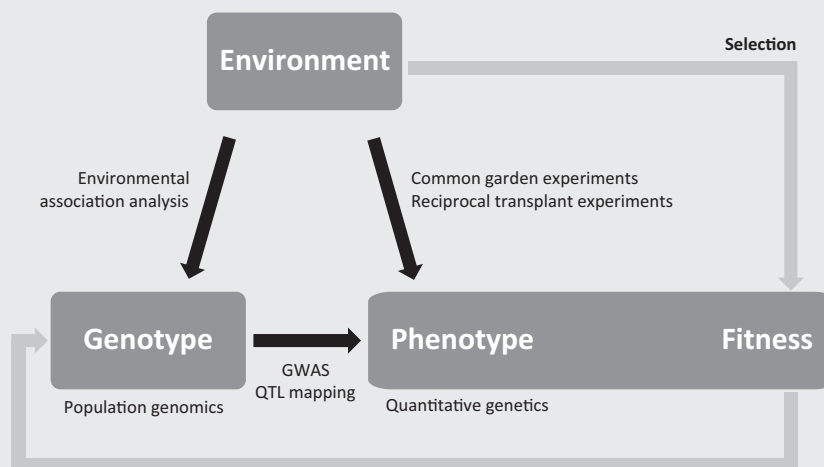 Environment
Selection
Environmental
association analysis
Common garden experiments
Reciprocal transplant experiments
Genotype
Phenotype
Fitness
GWAS
QTL mapping
Population genomics
Quantitative genetics